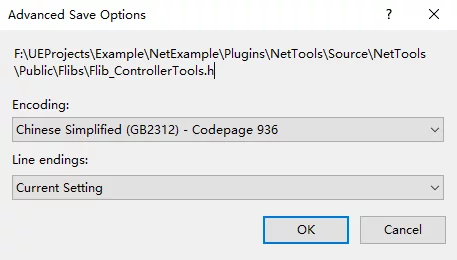 Advanced Save Options
F:\UEProjects\Example\NetExample\Plugins\NetTools\Source\NetTools
\Public\Flibs\Flib_ControllerTools.h
Encoding:
Chinese Simplified (GB2312) - Codepage 936
Line endings:
Current Setting
OK
Cancel